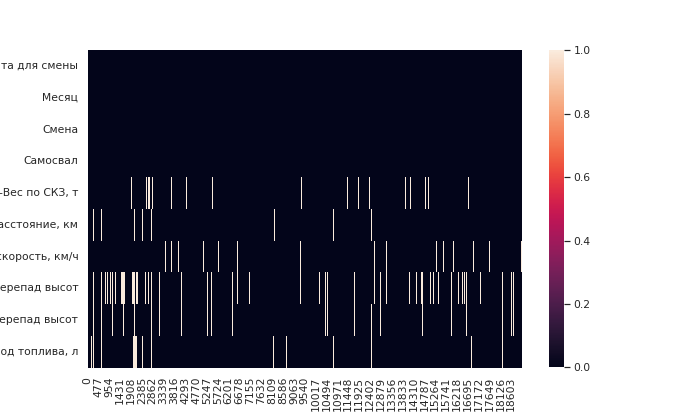 та для смены
Месяц
Смена
Самосвал
-Вес по СКЗ, т
асстояние, км
скорость, км/ч
ерепад высот
ерепад высот
од топлива, л
0 477 954 1431 1908 2385 2862 3339 3816 4293 4770 5247 5724 6201 6678 7155 7632 8109 8586 9063 9540 10017 10494 10971 11448 11925 12402 12879 13356 13833 14310 14787 15264 15741 16218 16695 17172 17649 18126 18603
1.0
0.8
0.6
0.4
0.2
0.0